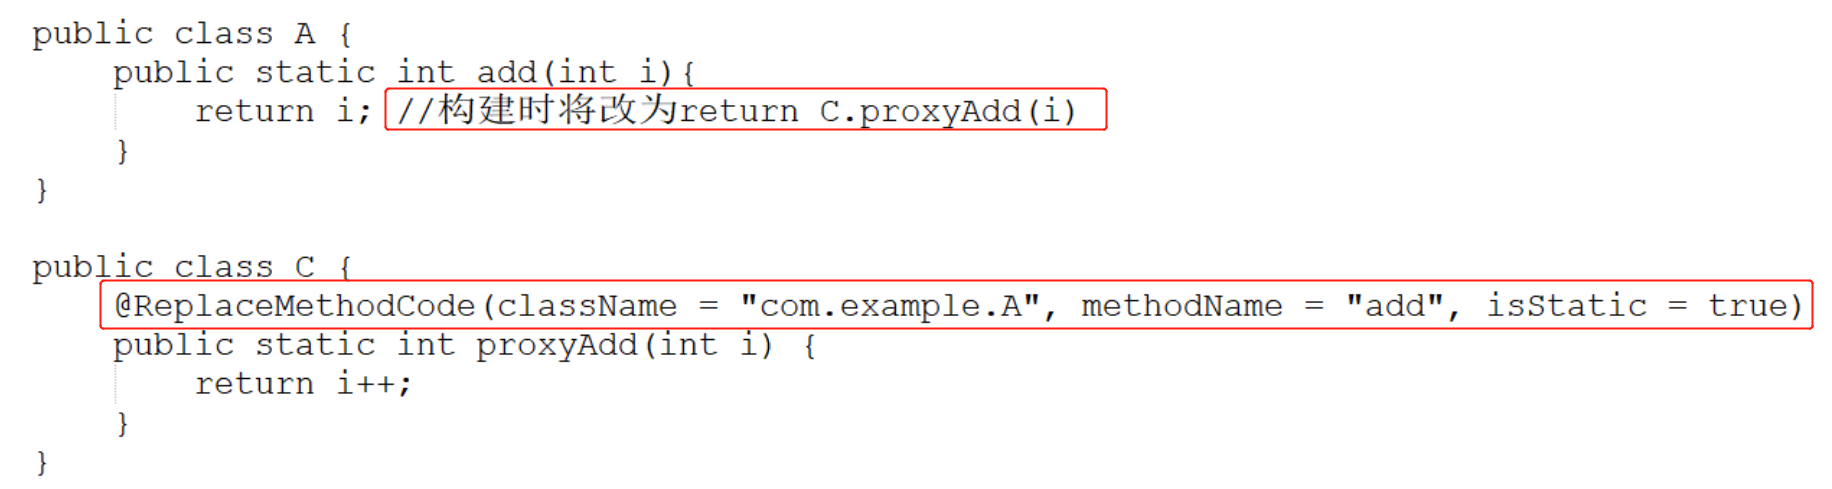 public class A {
    public static int add(int i){
        return i; //构建时将改为return C.proxyAdd(i)
    }
}
public class C {
    @ReplaceMethodCode(className = "com.example.A", methodName = "add", isStatic = true)
    public static int proxyAdd(int i) {
        return i++;
    }
}